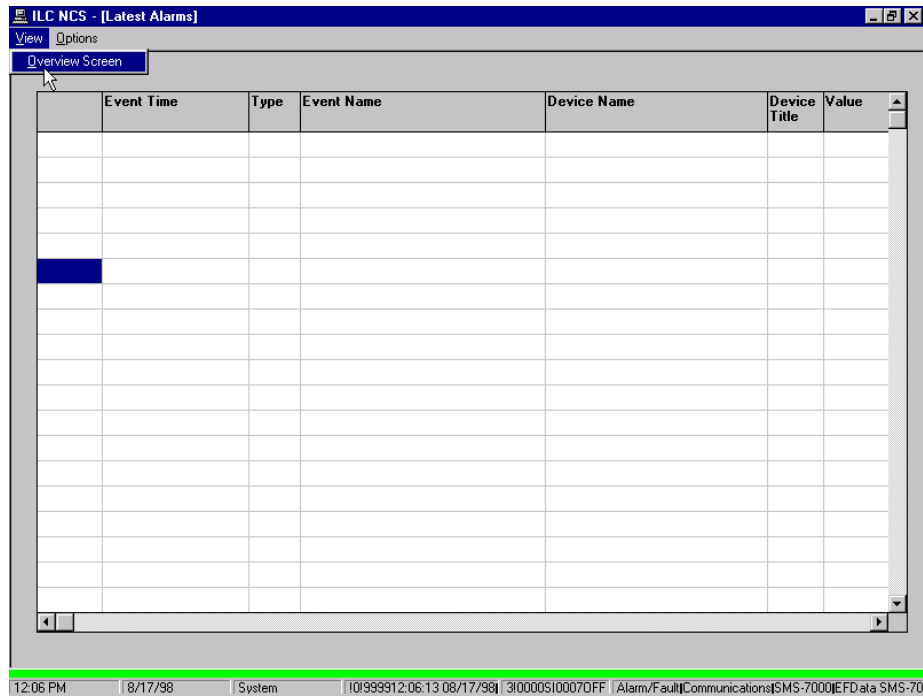 ILC NCS - [Latest Alarms]
View Options
Overview Screen
Event Time Type Event Name Device Name Device Title Value
12:06 PM 8/17/98 System !0!999912:06:13 08/17/98| 3!0000S!0007OFF Alarm/Fault|Communications|SMS-7000|EFData SMS-70